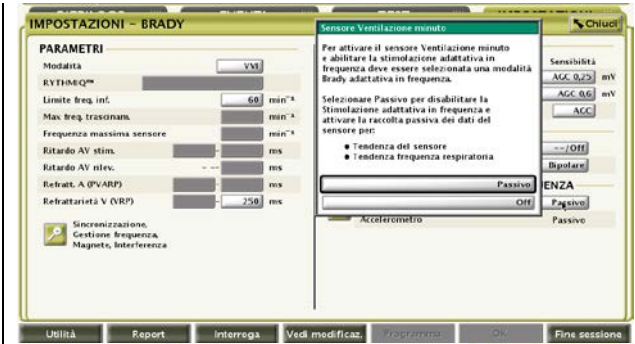 IMPOSTAZIONI - BRADY
Chiudi
PARAMETRI
Modalità VVI
RYTHMIQ™
Limite freq. inf. 60 min⁻¹
Max freq. trascinam. min⁻¹
Frequenza massima sensore min⁻¹
Ritardo AV stim. - ms
Ritardo AV rilev. -- - ms
Refratt. A (PVARP) - ms
Refrattarietà V (VRP) - 250 ms
Sincronizzazione,
Gestione frequenza,
Magnete, Interferenza
Sensore Ventilazione minuto
Per attivare il sensore Ventilazione minuto
e abilitare la stimolazione adattativa in
frequenza deve essere selezionata una modalità
Brady adattativa in frequenza.
Selezionare Passivo per disabilitare la
Stimolazione adattativa in frequenza e
attivare la raccolta passiva dei dati del
sensore per:
• Tendenza del sensore
• Tendenza frequenza respiratoria
Passivo
Off
Sensibilità
AGC 0,25 mV
AGC 0,6 mV
ACC
--/Off
Bipolare
ENZA
Passivo
Accelerometro Passivo
Utilità Report Interroga Vedi modificaz. Programma Ok Fine sessione